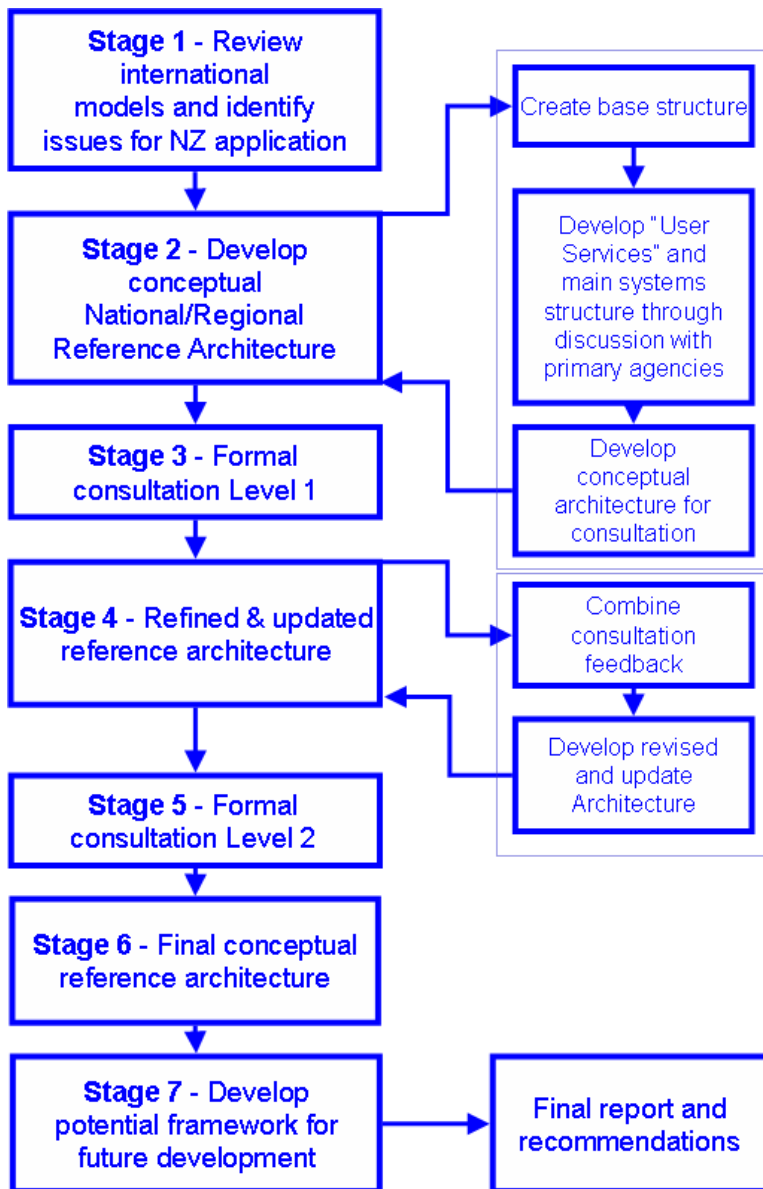 Stage 1 - Review
international
models and identify
issues for NZ application
Create base structure
Stage 2 - Develop
conceptual
National/Regional
Reference Architecture
Develop "User
Services" and
main systems
structure through
discussion with
primary agencies
Develop
conceptual
architecture for
consultation
Stage 3 - Formal
consultation Level 1
Stage 4 - Refined & updated
reference architecture
Combine
consultation
feedback
Develop revised
and update
Architecture
Stage 5 - Formal
consultation Level 2
Stage 6 - Final conceptual
reference architecture
Stage 7 - Develop
potential framework for
future development
Final report and
recommendations